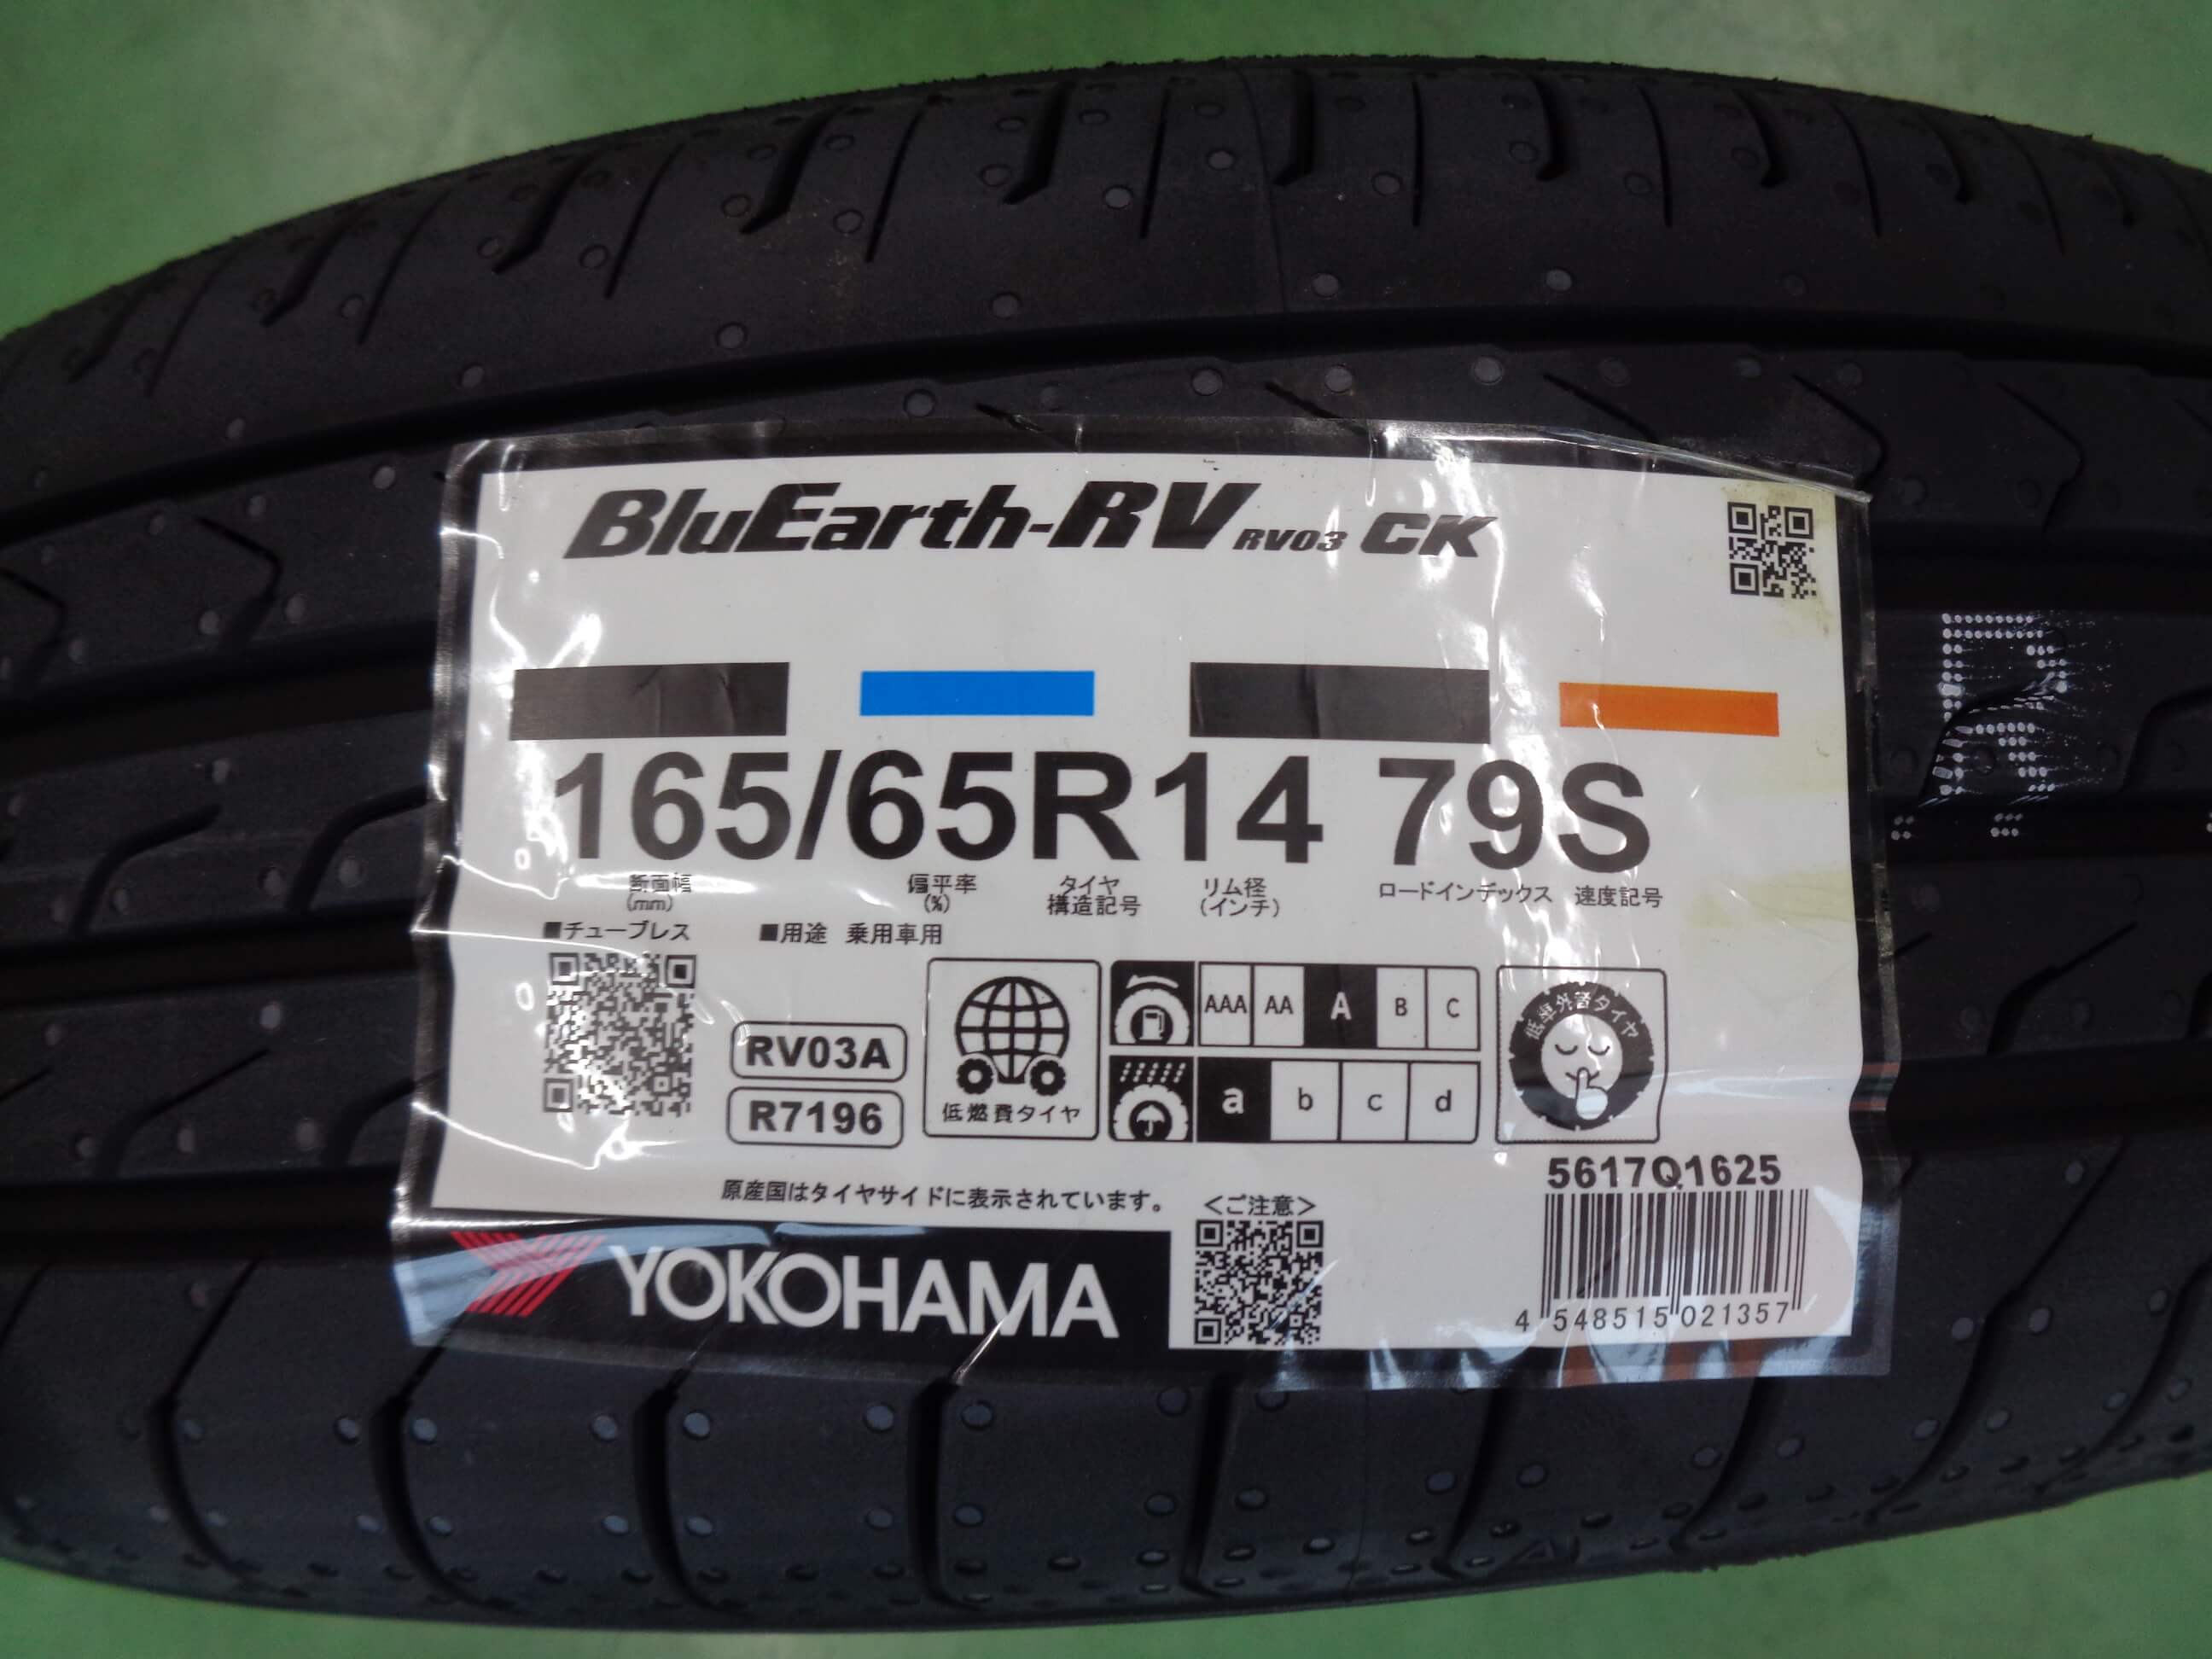 BluEarth-RV RV03 CK
165/65R14 79S
断面幅 偏平率 タイヤ リム径 ロードインデックス 速度記号
(mm) (%) 構造記号 (インチ)
■チューブレス ■用途 乗用車用
AAA AA A B C
低車外音タイヤ
RV03A
R7196
低燃費タイヤ
a b c d
5617Q1625
原産国はタイヤサイドに表示されています。
<ご注意>
YOKOHAMA
4 548515 021357
R